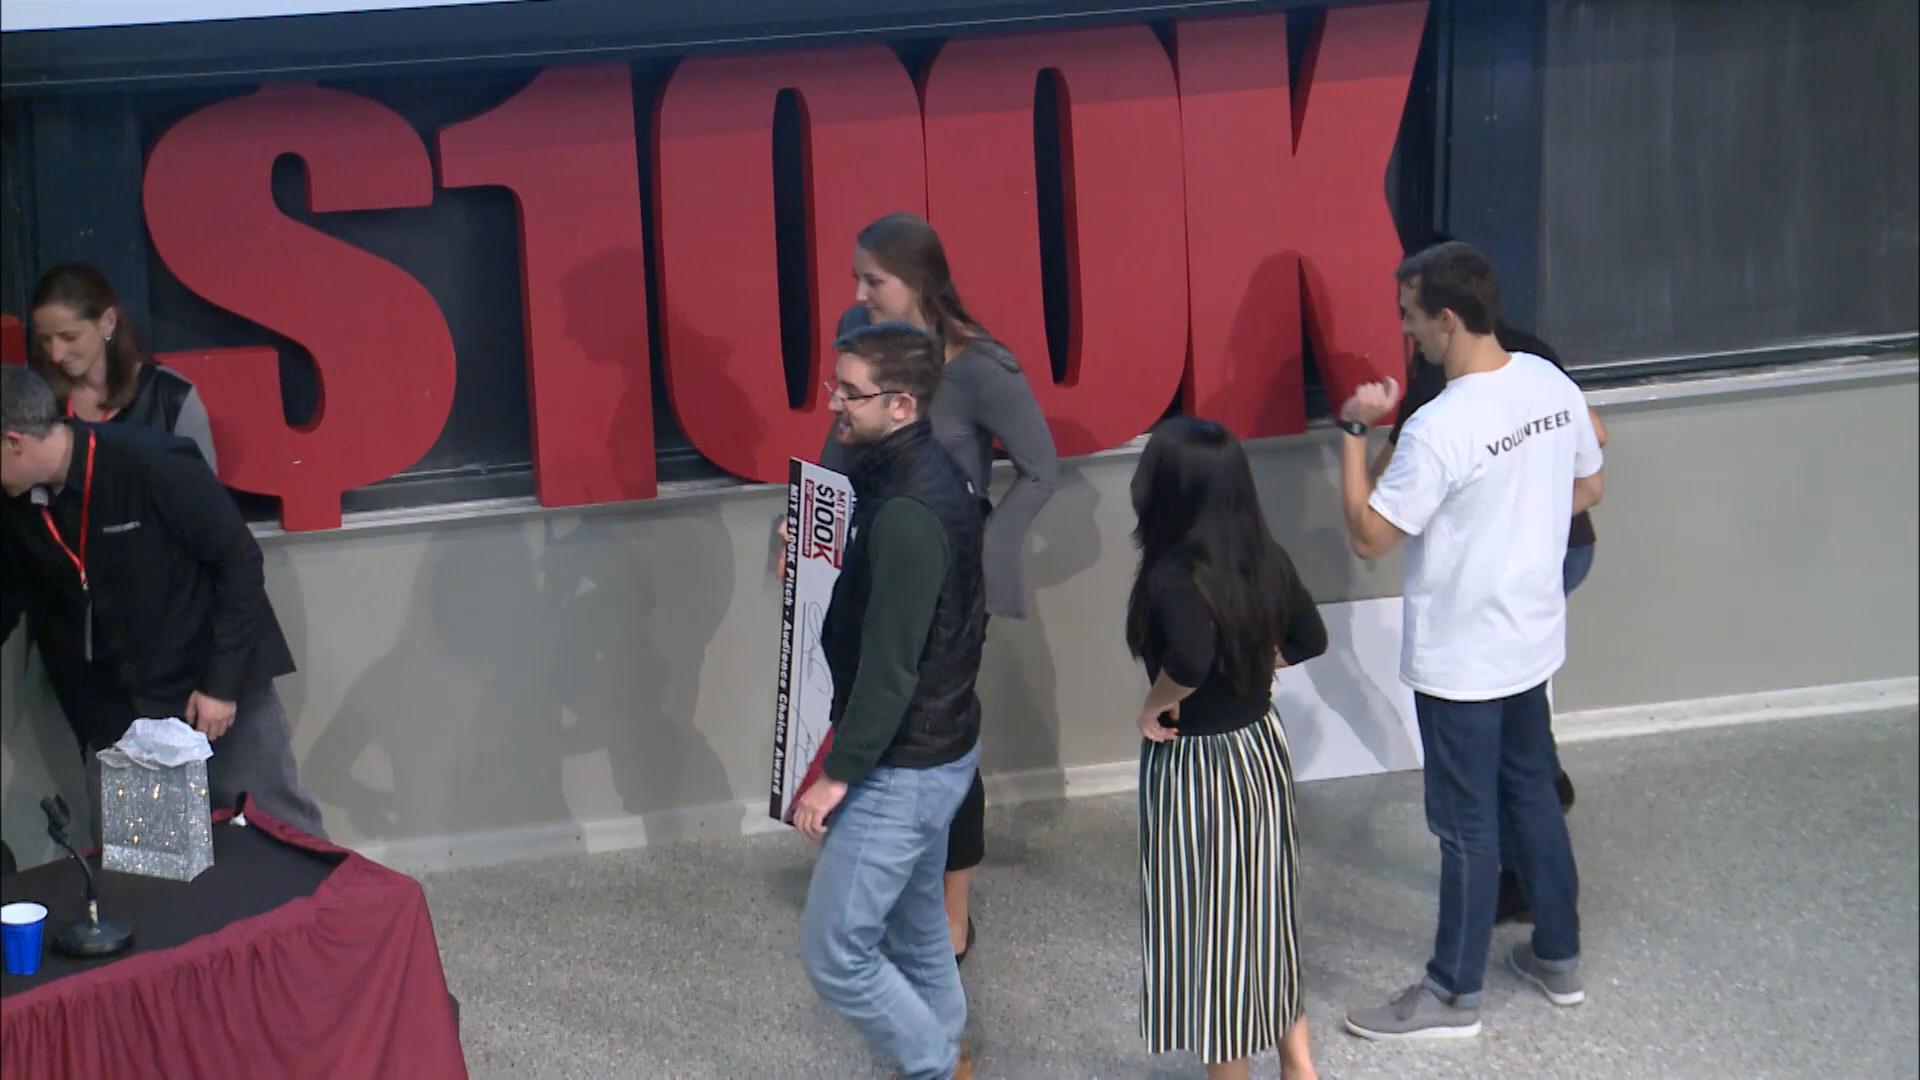 $100K
VOLUNTEER
MIT
$100K
MIT $100K Pitch - Audience Choice Award